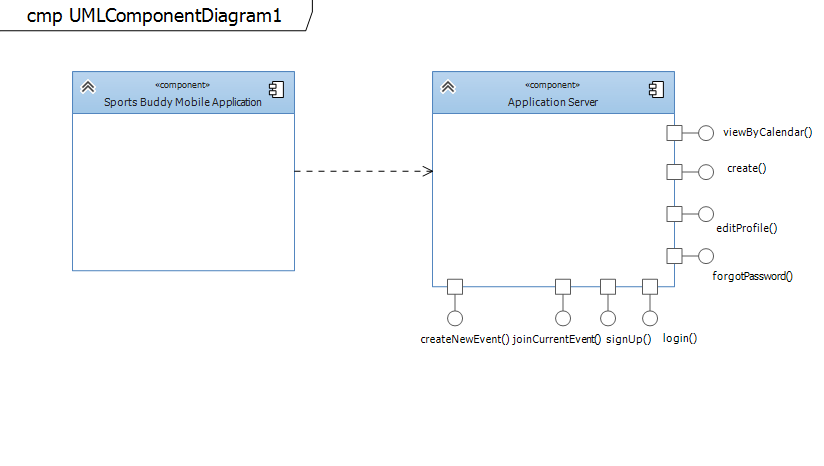 cmp UMLComponentDiagram1
«component»
Sports Buddy Mobile Application
«component»
Application Server
viewByCalendar()
create()
editProfile()
forgotPassword()
createNewEvent()
joinCurrentEvent()
signUp()
login()